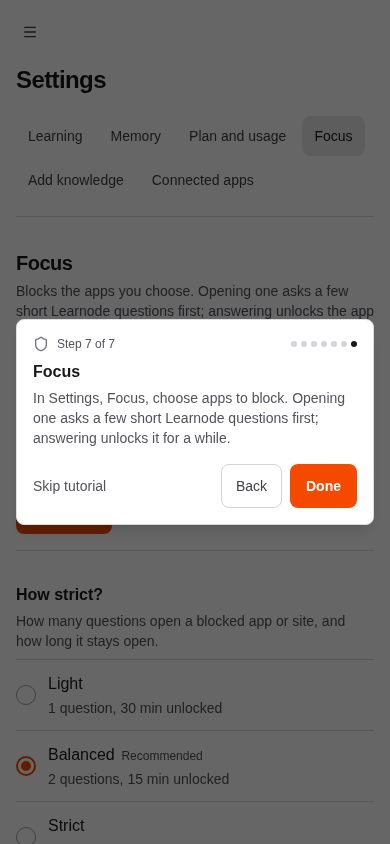 Settings
Learning Memory Plan and usage Focus
Add knowledge Connected apps
Focus
Blocks the apps you choose. Opening one asks a few
short Learnode questions first; answering unlocks the app
Step 7 of 7
Focus
In Settings, Focus, choose apps to block. Opening
one asks a few short Learnode questions first;
answering unlocks it for a while.
Skip tutorial Back Done
How strict?
How many questions open a blocked app or site, and
how long it stays open.
Light
1 question, 30 min unlocked
Balanced Recommended
2 questions, 15 min unlocked
Strict